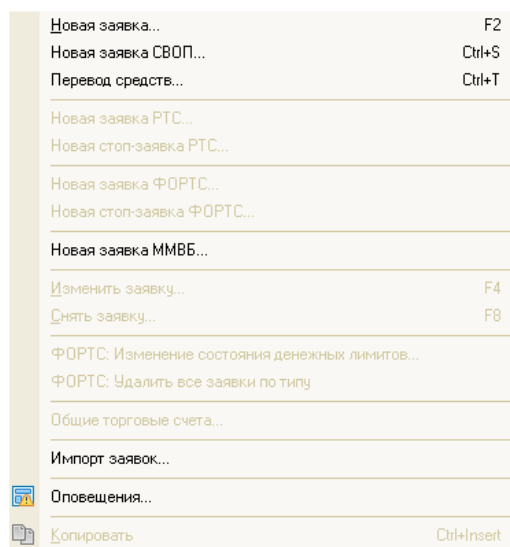 Новая заявка... F2
Новая заявка СВОП... Ctrl+S
Перевод средств... Ctrl+T
Новая заявка РТС...
Новая стоп-заявка РТС...
Новая заявка ФОРТС...
Новая стоп-заявка ФОРТС...
Новая заявка ММВБ...
Изменить заявку... F4
Снять заявку... F8
ФОРТС: Изменение состояния денежных лимитов...
ФОРТС: Удалить все заявки по типу
Общие торговые счета...
Импорт заявок...
Оповещения...
Копировать Ctrl+Insert